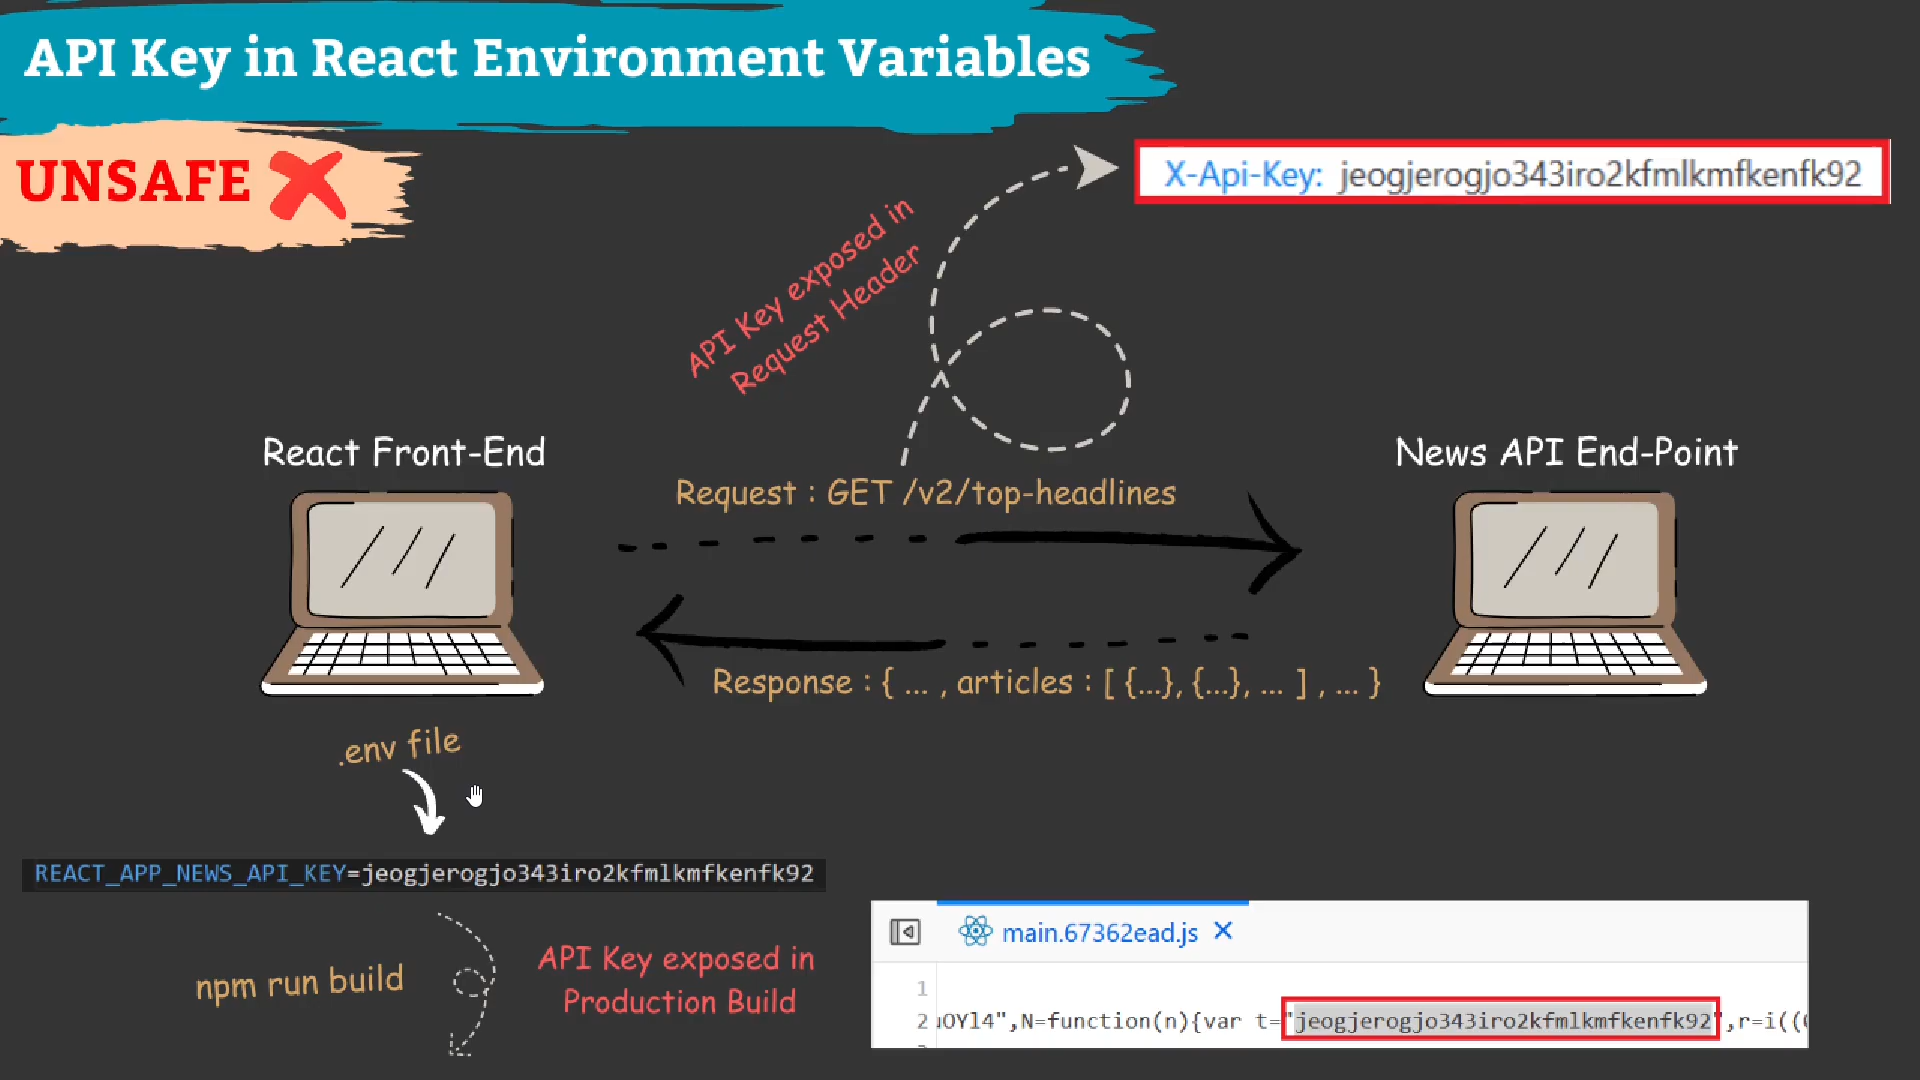 API Key in React Environment Variables
UNSAFE
X-Api-Key: jeogjerogjo343iro2kfmlkmfkenfk92
API Key exposed in
Request Header
React Front-End
News API End-Point
Request : GET /v2/top-headlines
Response : { ... , articles : [ {...}, {...}, ... ] , ... }
.env file
REACT_APP_NEWS_API_KEY=jeogjerogjo343iro2kfmlkmfkenfk92
npm run build
API Key exposed in
Production Build
main.67362ead.js
1
2 OYl4",N=function(n){var t="jeogjerogjo343iro2kfmlkmfkenfk92",r=i((